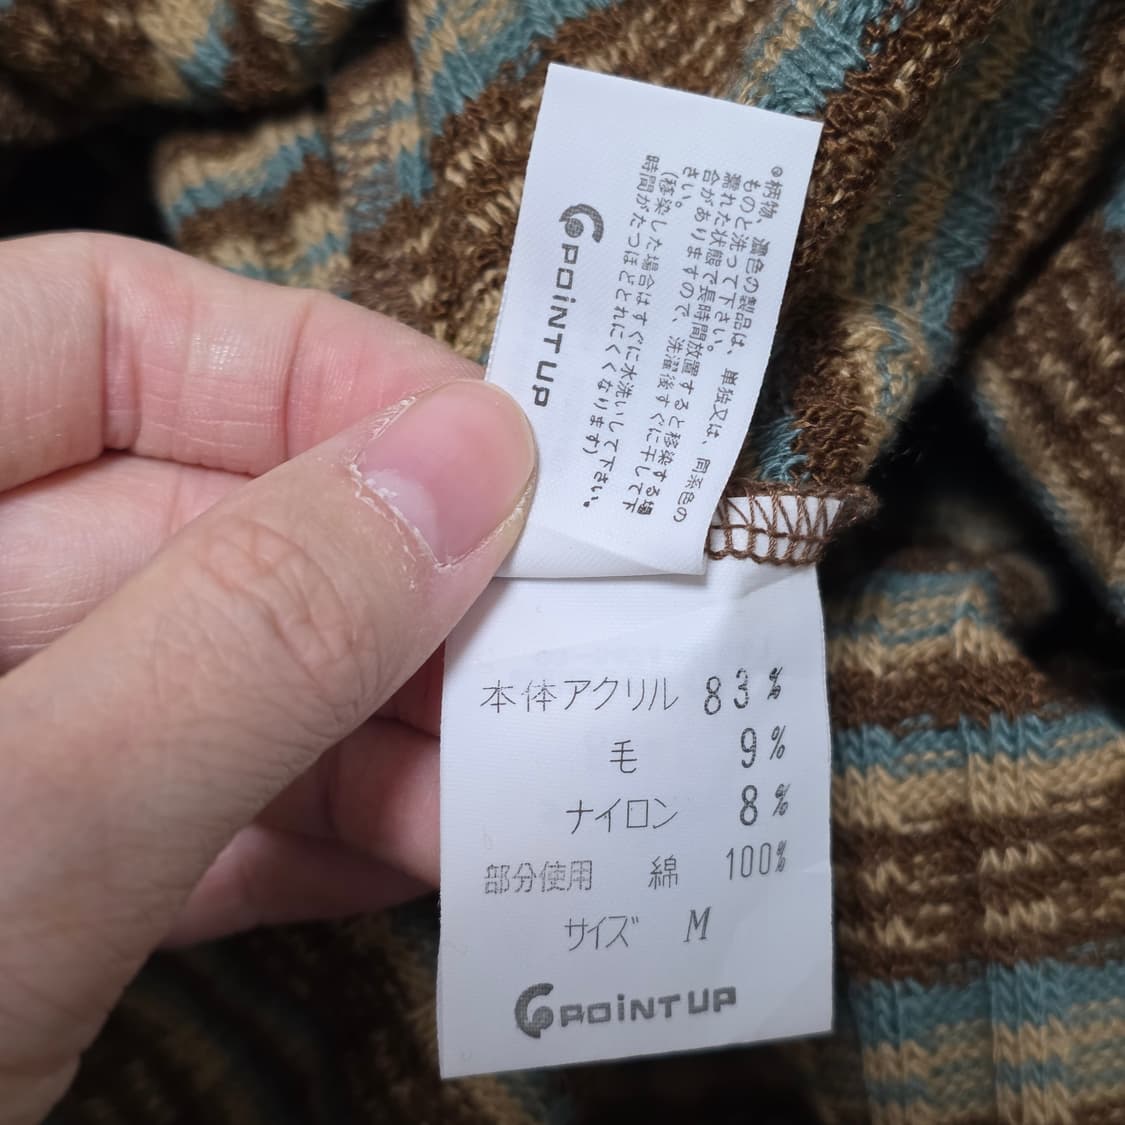 ◎柄物、濃色の製品は、単独又は、同系色の
ものと洗って下さい。
濡れた状態で長時間放置すると移染する場
合がありますので、洗濯後すぐに干して下
さい。
(移染した場合はすぐに水洗いして下さい。
時間がたつほどとれにくくなります)
POiNT UP
本体アクリル 83%
毛 9%
ナイロン 8%
部分使用 綿 100%
サイズ M
POiNT UP